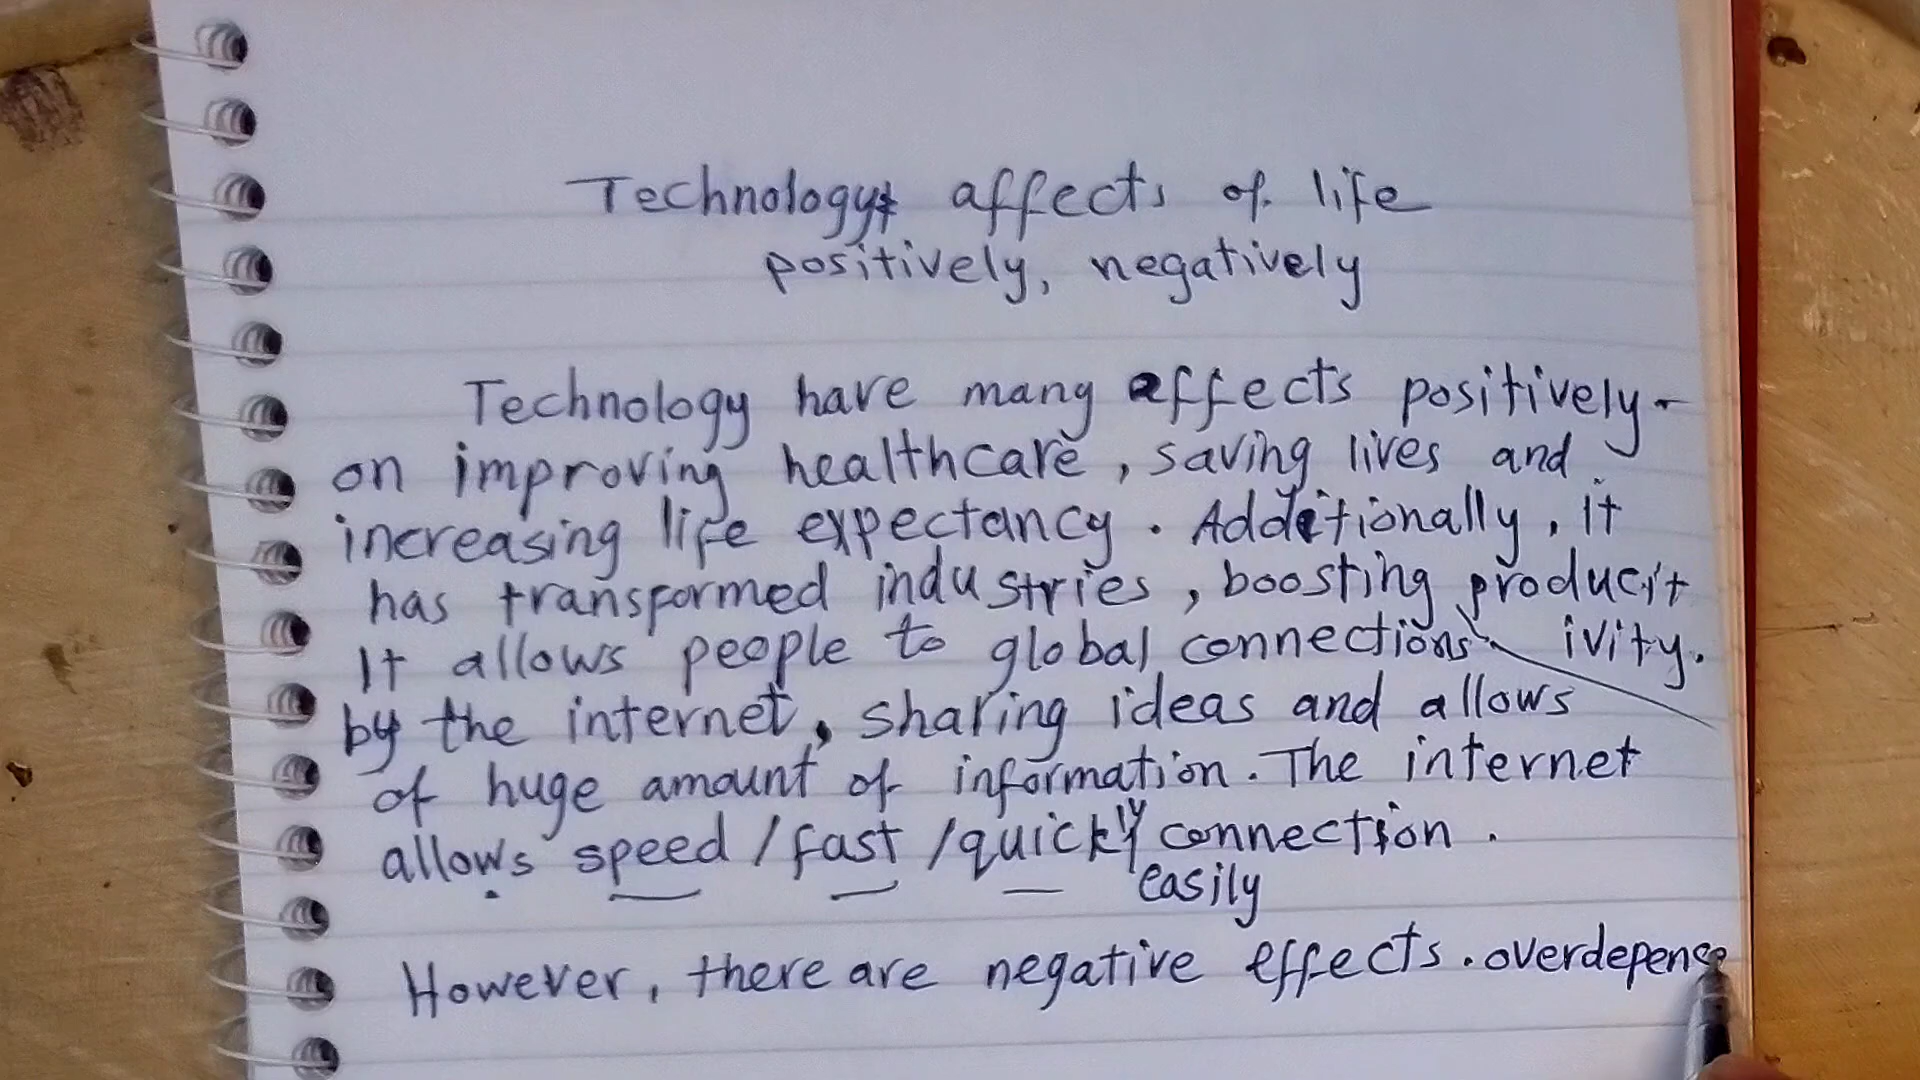 Technology affects of life
positively, negatively
Technology have many effects positively
on improving healthcare, saving lives and
increasing life expectancy. Additionally, it
has transformed industries, boosting producit
ivity.
It allows people to global connections
by the internet, sharing ideas and allows
of huge amount of information. The internet
allows speed / fast / quickly connection.
easily
However, there are negative effects. overdepens